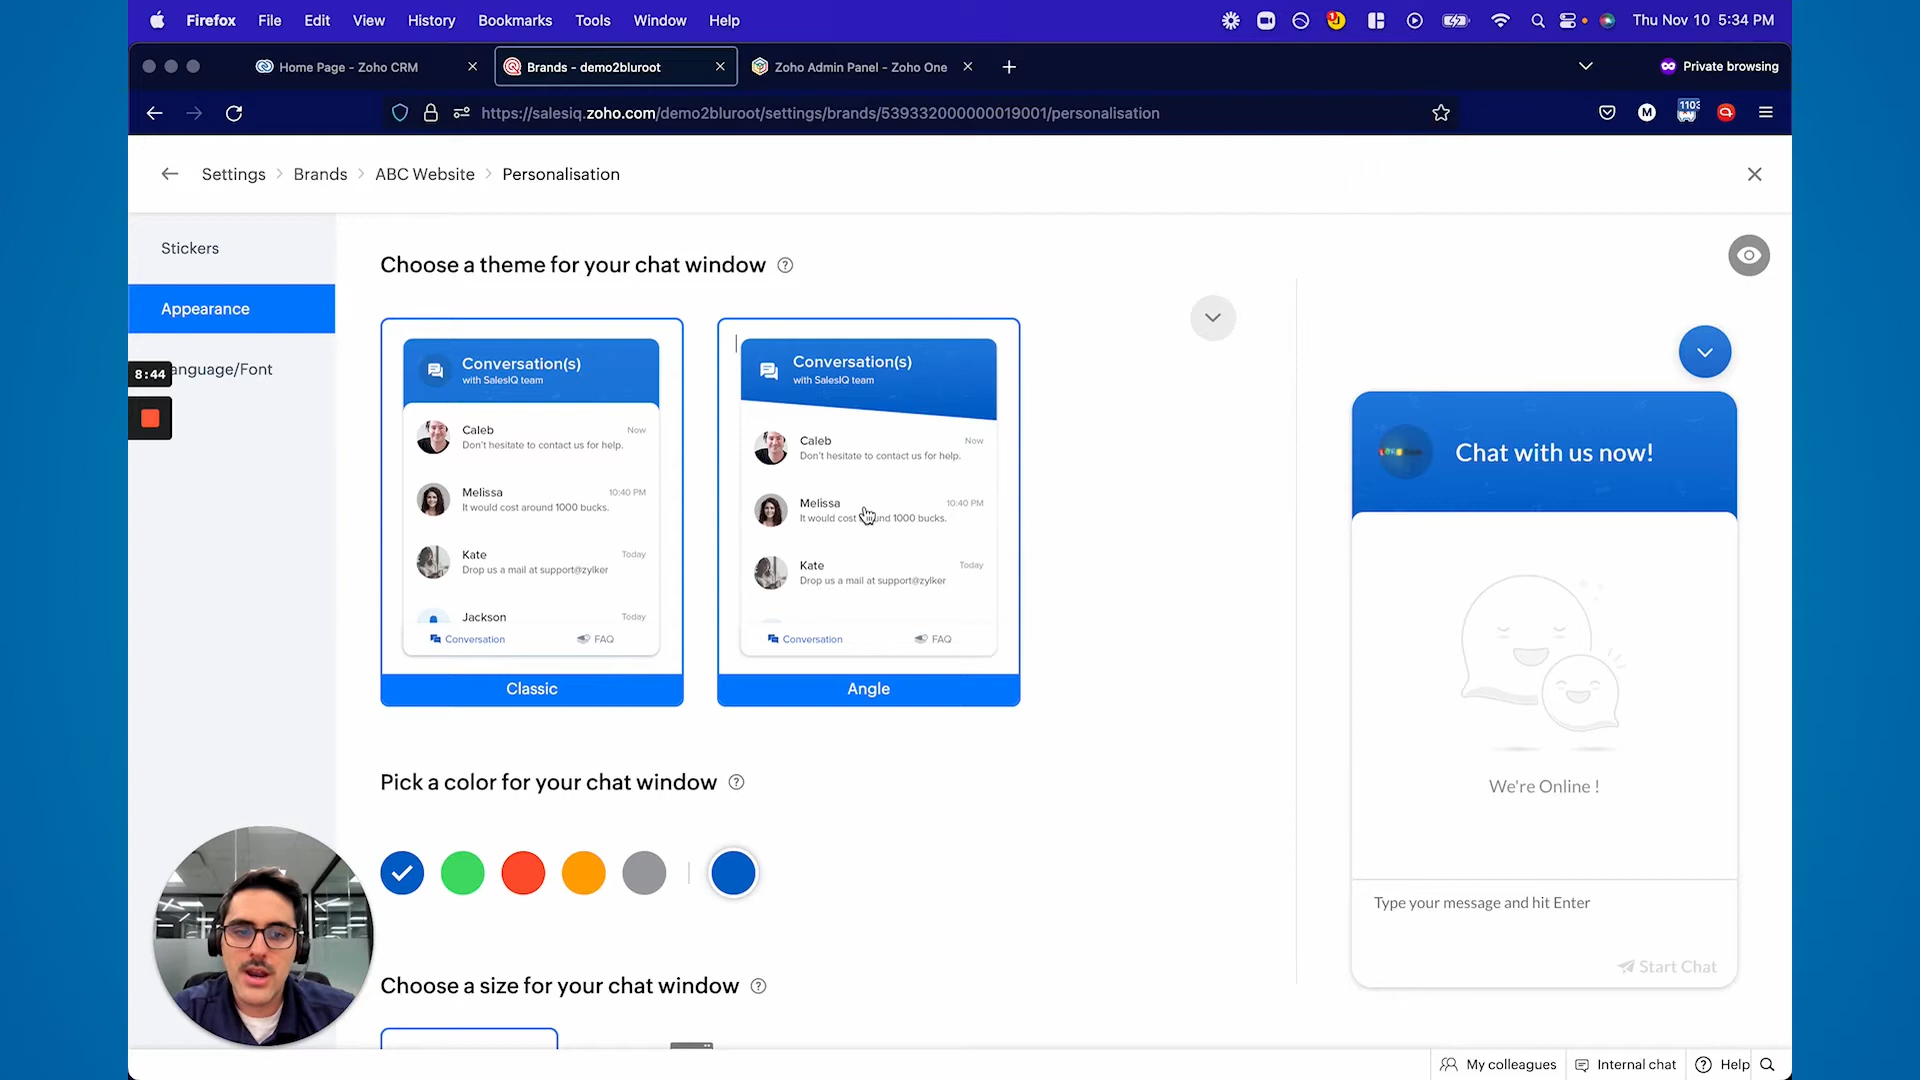 Firefox File Edit View History Bookmarks Tools Window Help
Thu Nov 10 5:34 PM
Home Page - Zoho CRM
Brands - demo2bluroot
Zoho Admin Panel - Zoho One
Private browsing
https://salesiq.zoho.com/demo2bluroot/settings/brands/539332000000019001/personalisation
M
1103
Settings > Brands > ABC Website > Personalisation
Stickers
Appearance
anguage/Font
8:44
Choose a theme for your chat window
Conversation(s)
with SalesIQ team
Caleb Now
Don't hesitate to contact us for help.
Melissa 10:40 PM
It would cost around 1000 bucks.
Kate Today
Drop us a mail at support@zylker
Jackson Today
Conversation FAQ
Classic
Conversation(s)
with SalesIQ team
Caleb Now
Don't hesitate to contact us for help.
Melissa 10:40 PM
It would cost around 1000 bucks.
Kate Today
Drop us a mail at support@zylker
Conversation FAQ
Angle
Pick a color for your chat window
Choose a size for your chat window
Chat with us now!
We're Online !
Type your message and hit Enter
Start Chat
My colleagues
Internal chat
Help